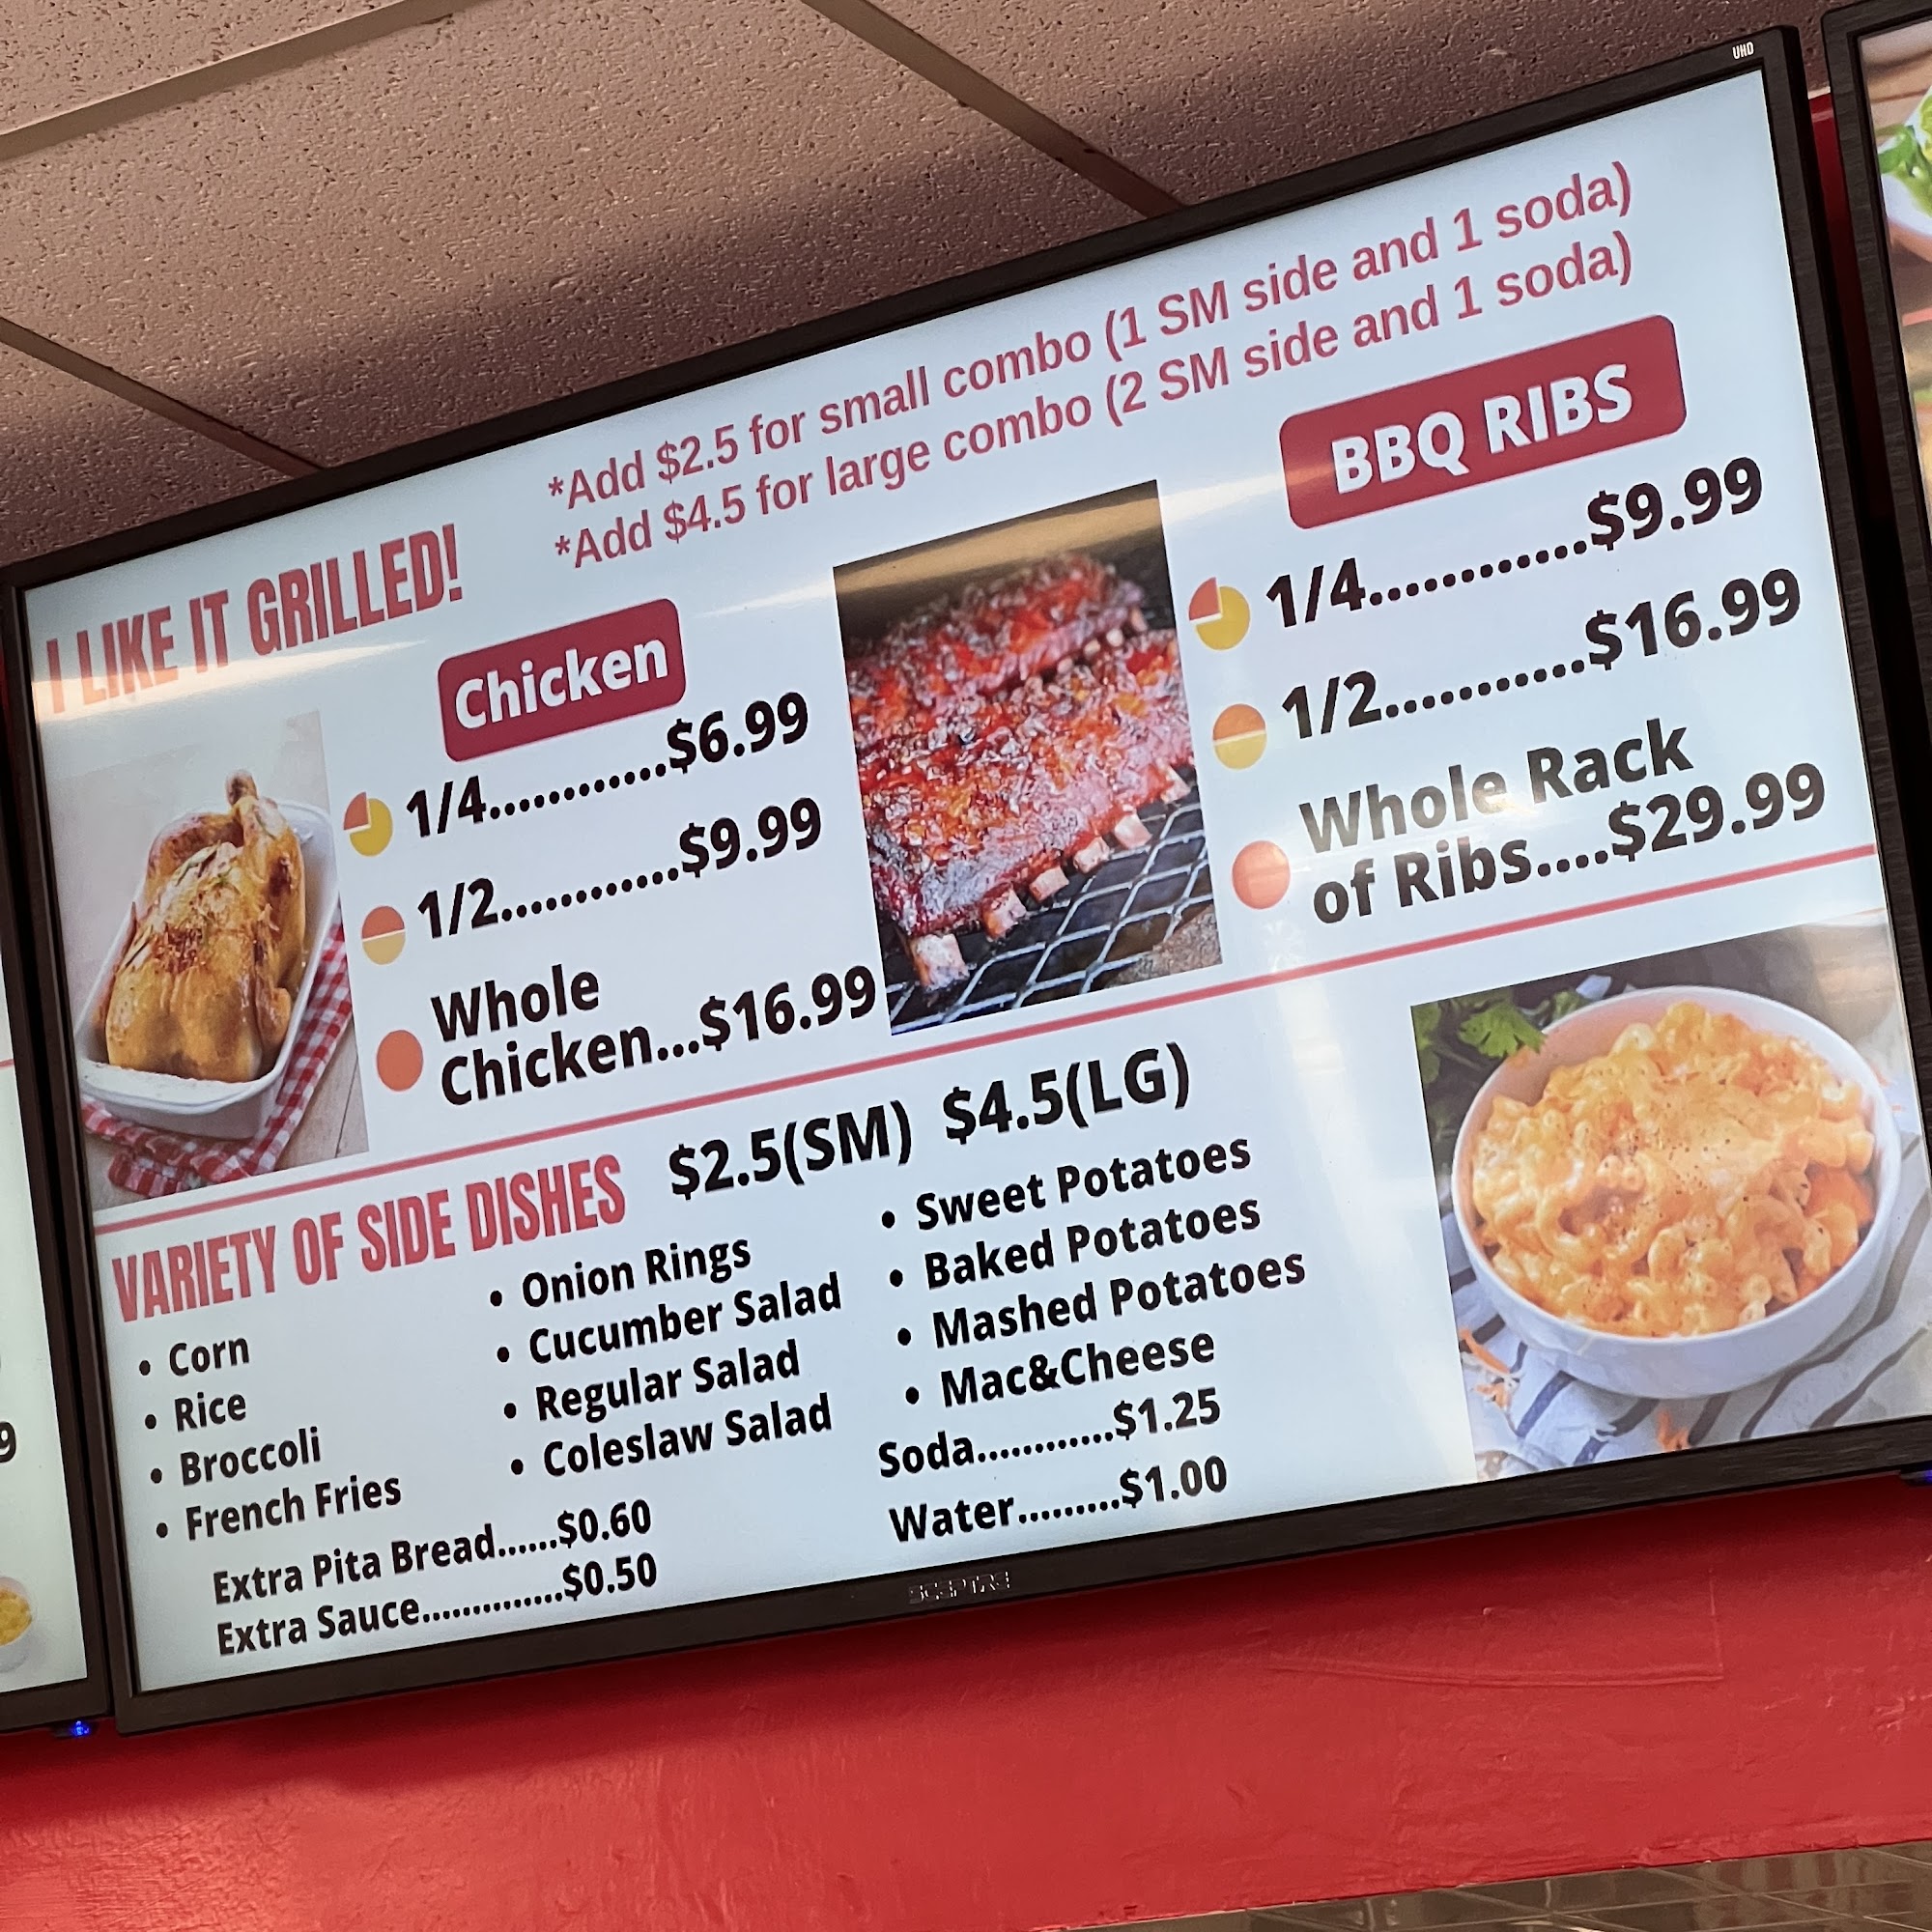 UHD
*Add $2.5 for small combo (1 SM side and 1 soda)
*Add $4.5 for large combo (2 SM side and 1 soda)
I LIKE IT GRILLED!
Chicken
1/4............$6.99
1/2............$9.99
Whole
Chicken...$16.99
BBQ RIBS
1/4............$9.99
1/2...........$16.99
Whole Rack
of Ribs....$29.99
VARIETY OF SIDE DISHES $2.5(SM) $4.5(LG)
• Corn
• Rice
• Broccoli
• French Fries
• Onion Rings
• Cucumber Salad
• Regular Salad
• Coleslaw Salad
• Sweet Potatoes
• Baked Potatoes
• Mashed Potatoes
• Mac&Cheese
Extra Pita Bread......$0.60
Extra Sauce..............$0.50
Soda............$1.25
Water.........$1.00
SCEPTRE
9